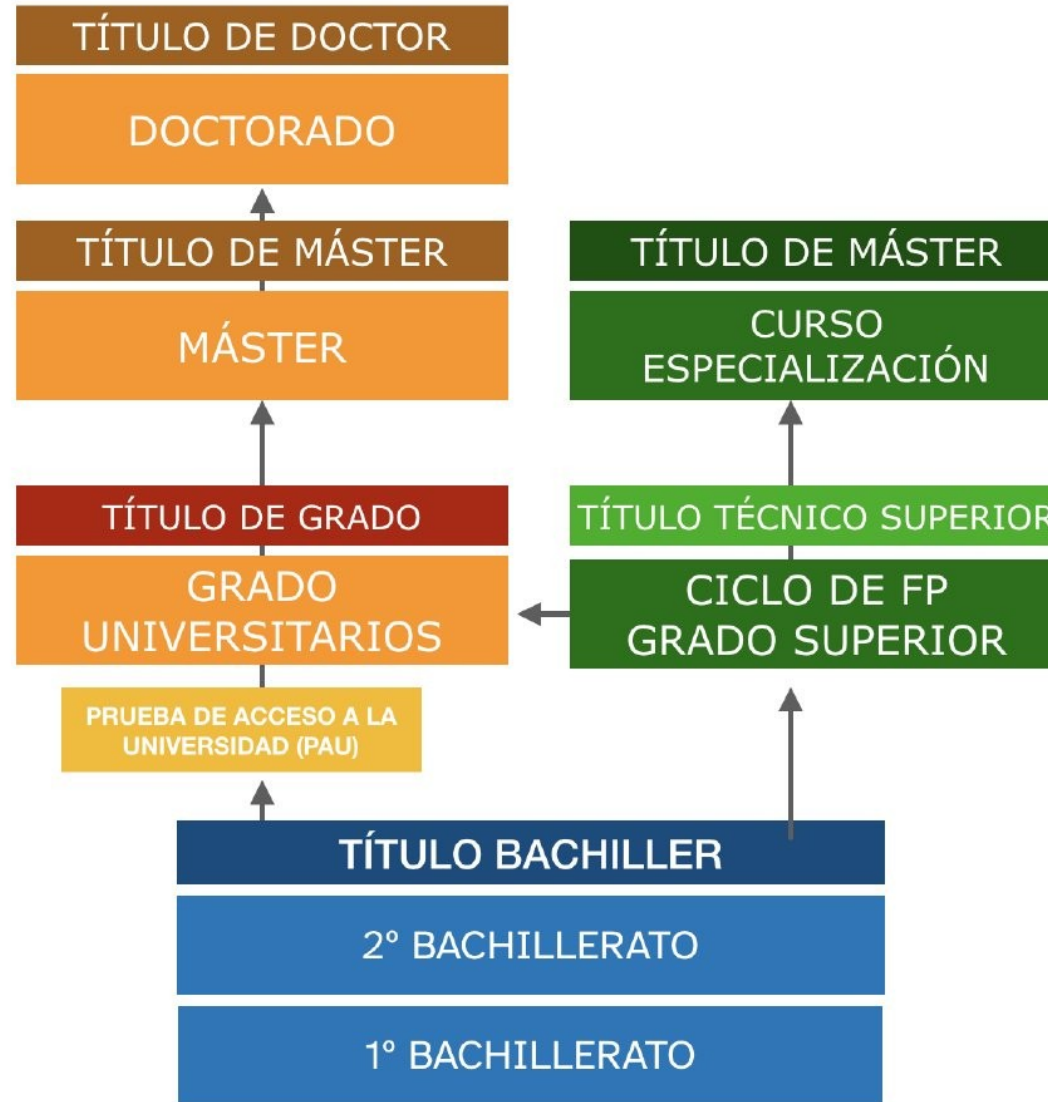 TÍTULO DE DOCTOR
DOCTORADO
TÍTULO DE MÁSTER
MÁSTER
TÍTULO DE GRADO
GRADO
UNIVERSITARIOS
PRUEBA DE ACCESO A LA
UNIVERSIDAD (PAU)
TÍTULO DE MÁSTER
CURSO
ESPECIALIZACIÓN
TÍTULO TÉCNICO SUPERIOR
CICLO DE FP
GRADO SUPERIOR
TÍTULO BACHILLER
2º BACHILLERATO
1º BACHILLERATO